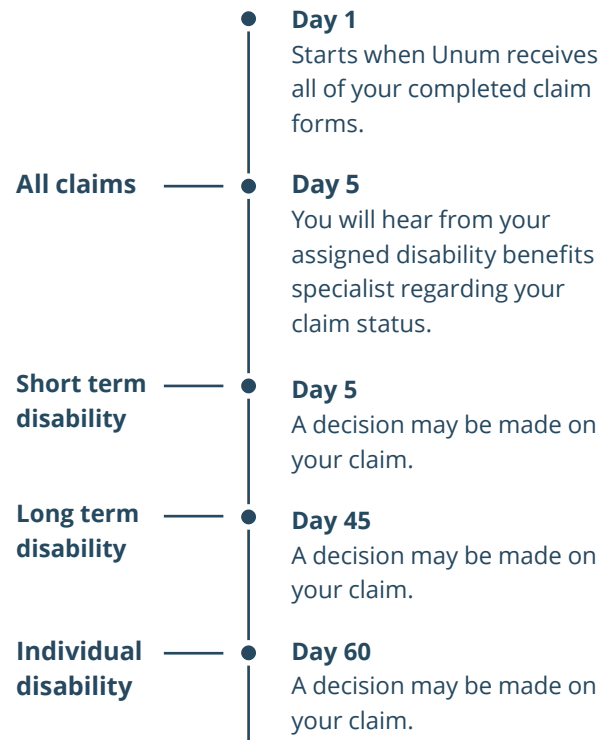 Day 1
Starts when Unum receives
all of your completed claim
forms.
All claims
Day 5
You will hear from your
assigned disability benefits
specialist regarding your
claim status.
Short term
disability
Day 5
A decision may be made on
your claim.
Long term
disability
Day 45
A decision may be made on
your claim.
Individual
disability
Day 60
A decision may be made on
your claim.